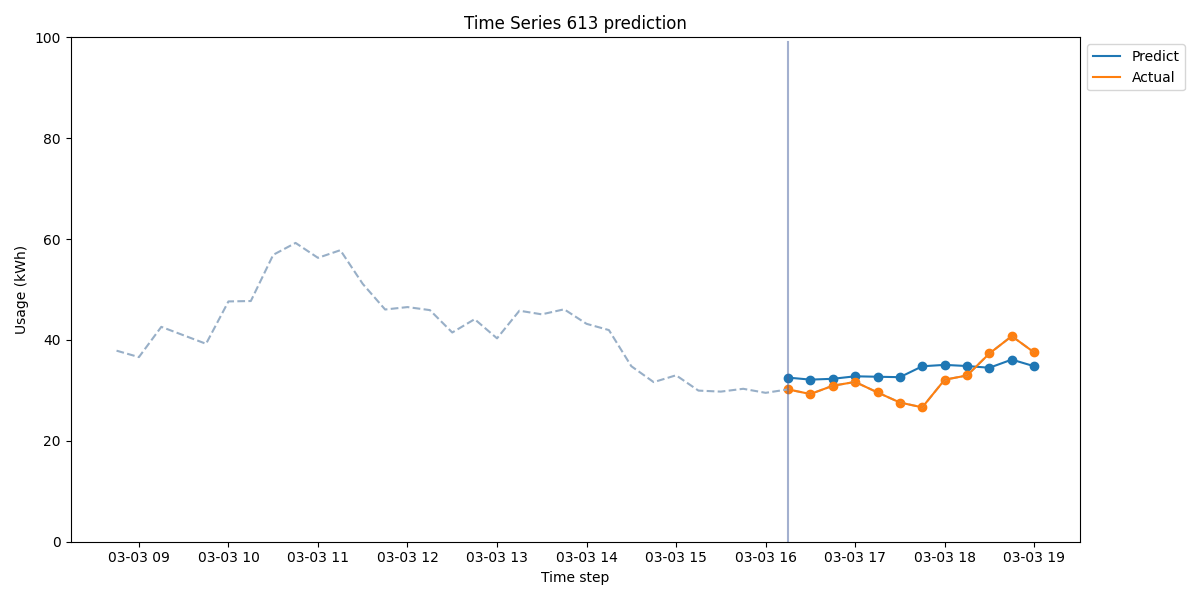 Time Series 613 prediction
100
80
60
40
20
0
Usage (kWh)
03-03 09 03-03 10 03-03 11 03-03 12 03-03 13 03-03 14 03-03 15 03-03 16 03-03 17 03-03 18 03-03 19
Time step
Predict
Actual